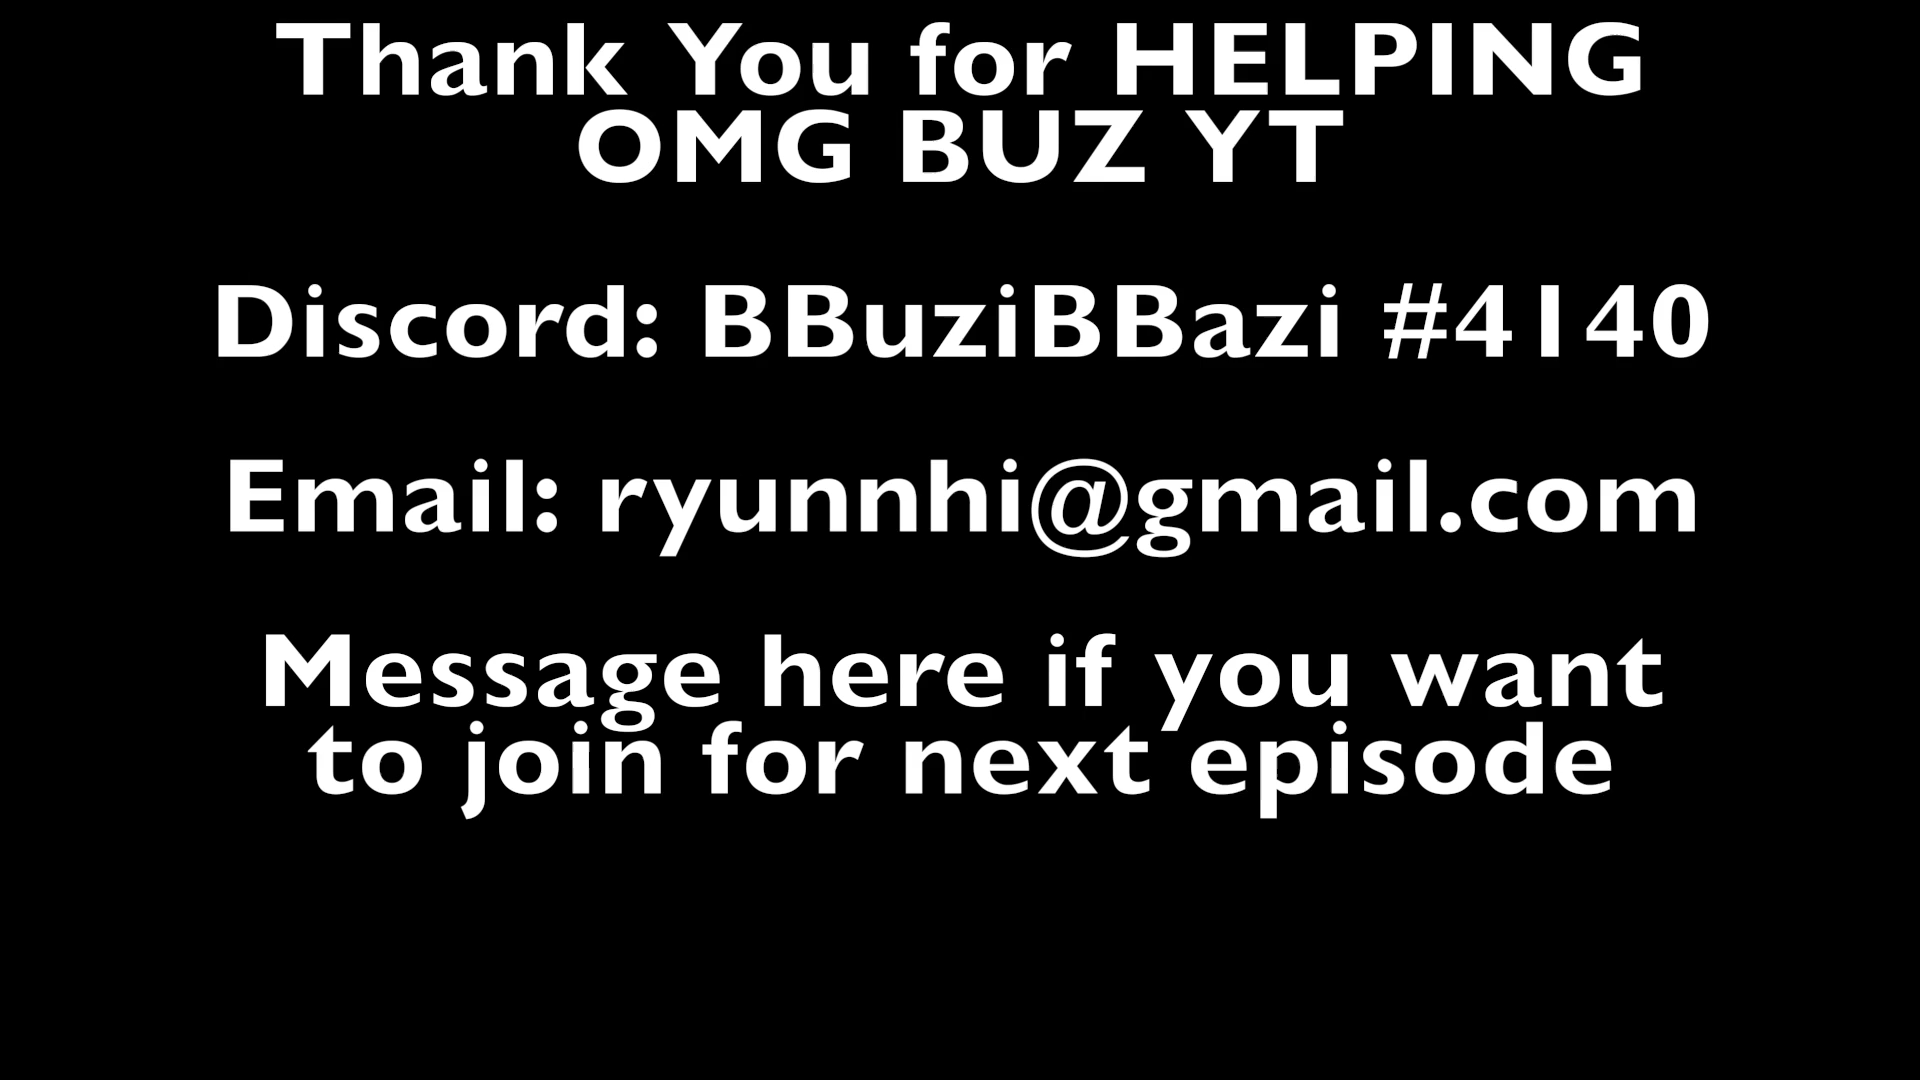 Thank You for HELPING
OMG BUZ YT
Discord: BBuziBBazi #4140
Email: ryunnhi@gmail.com
Message here if you want
to join for next episode